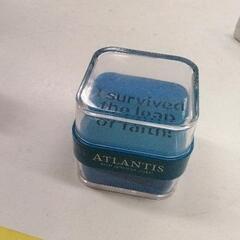 I survived
the leap
of faith!
ATLANTIS